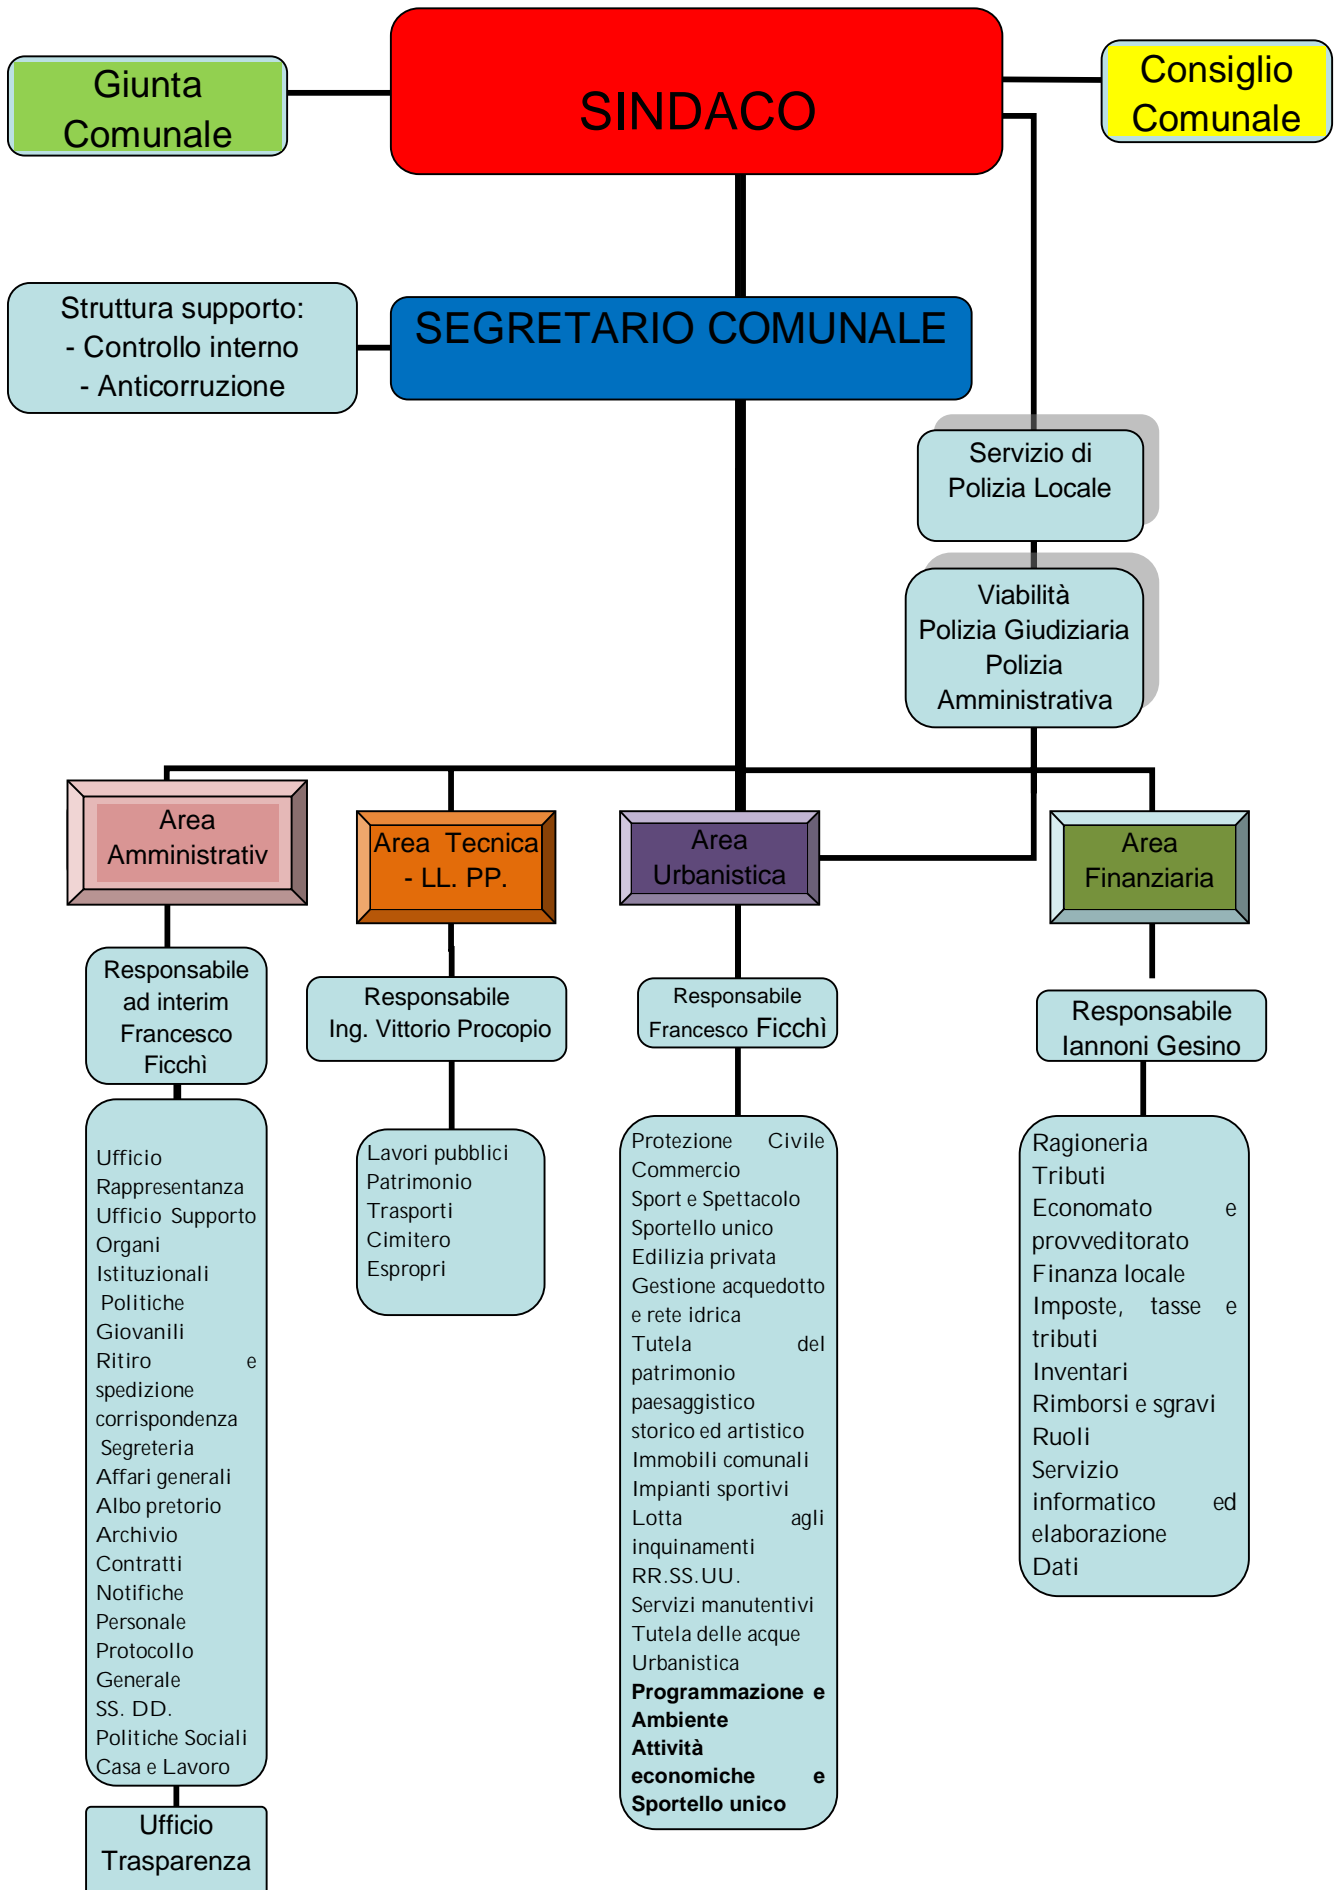 Giunta
Comunale
SINDACO
Consiglio
Comunale
Struttura supporto:
- Controllo interno
- Anticorruzione
SEGRETARIO COMUNALE
Servizio di
Polizia Locale
Viabilità
Polizia Giudiziaria
Polizia
Amministrativa
Area
Amministrativ
Area Tecnica
- LL. PP.
Area
Urbanistica
Area
Finanziaria
Responsabile
ad interim
Francesco
Ficchì
Responsabile
Ing. Vittorio Procopio
Responsabile
Francesco Ficchì
Responsabile
Iannoni Gesino
Ufficio
Rappresentanza
Ufficio Supporto
Organi
Istituzionali
Politiche
Giovanili
Ritiro e
spedizione
corrispondenza
Segreteria
Affari generali
Albo pretorio
Archivio
Contratti
Notifiche
Personale
Protocollo
Generale
SS. DD.
Politiche Sociali
Casa e Lavoro
Ufficio
Trasparenza
Lavori pubblici
Patrimonio
Trasporti
Cimitero
Espropri
Protezione Civile
Commercio
Sport e Spettacolo
Sportello unico
Edilizia privata
Gestione acquedotto
e rete idrica
Tutela del
patrimonio
paesaggistico
storico ed artistico
Immobili comunali
Impianti sportivi
Lotta agli
inquinamenti
RR.SS.UU.
Servizi manutentivi
Tutela delle acque
Urbanistica
Programmazione e
Ambiente
Attività
economiche e
Sportello unico
Ragioneria
Tributi
Economato e
provveditorato
Finanza locale
Imposte, tasse e
tributi
Inventari
Rimborsi e sgravi
Ruoli
Servizio
informatico ed
elaborazione
Dati